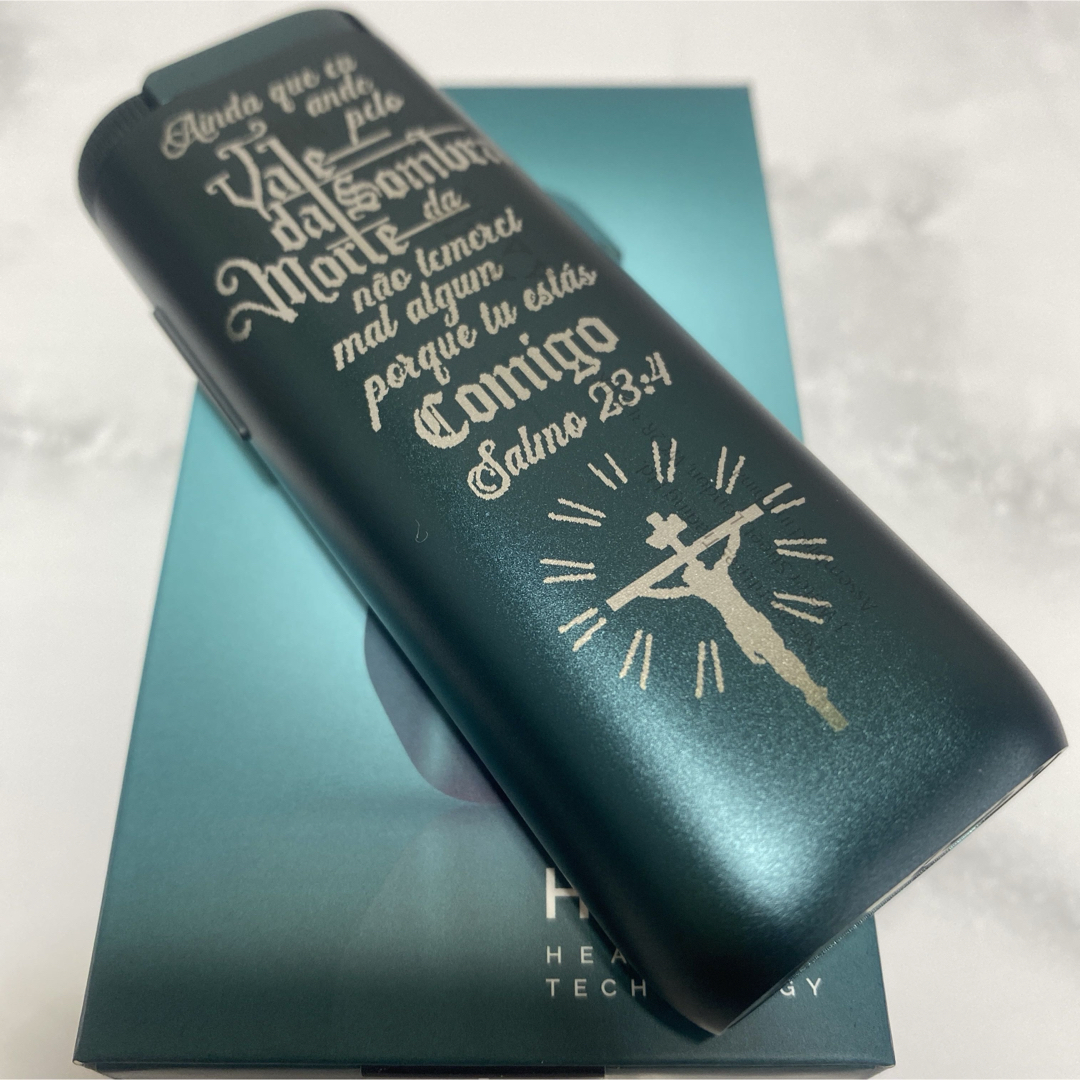 Ainda que eu
ande
pelo
Vale
da Sombra
da
Morte
não temerei
mal algum
porque tu estás
Comigo
Salmo 23:4